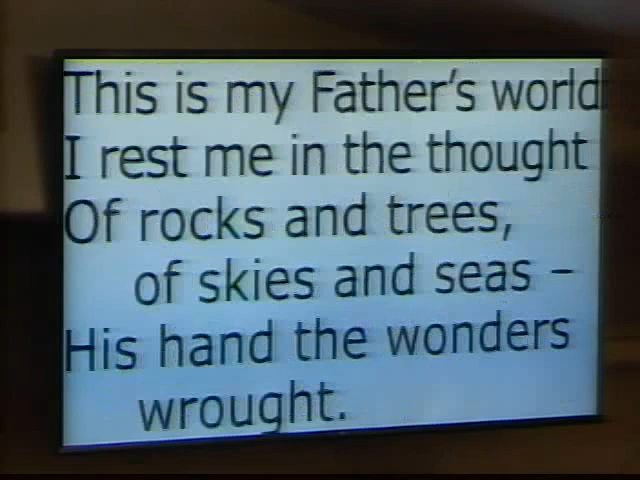 This is my Father's world
I rest me in the thought
Of rocks and trees,
of skies and seas –
His hand the wonders
wrought.